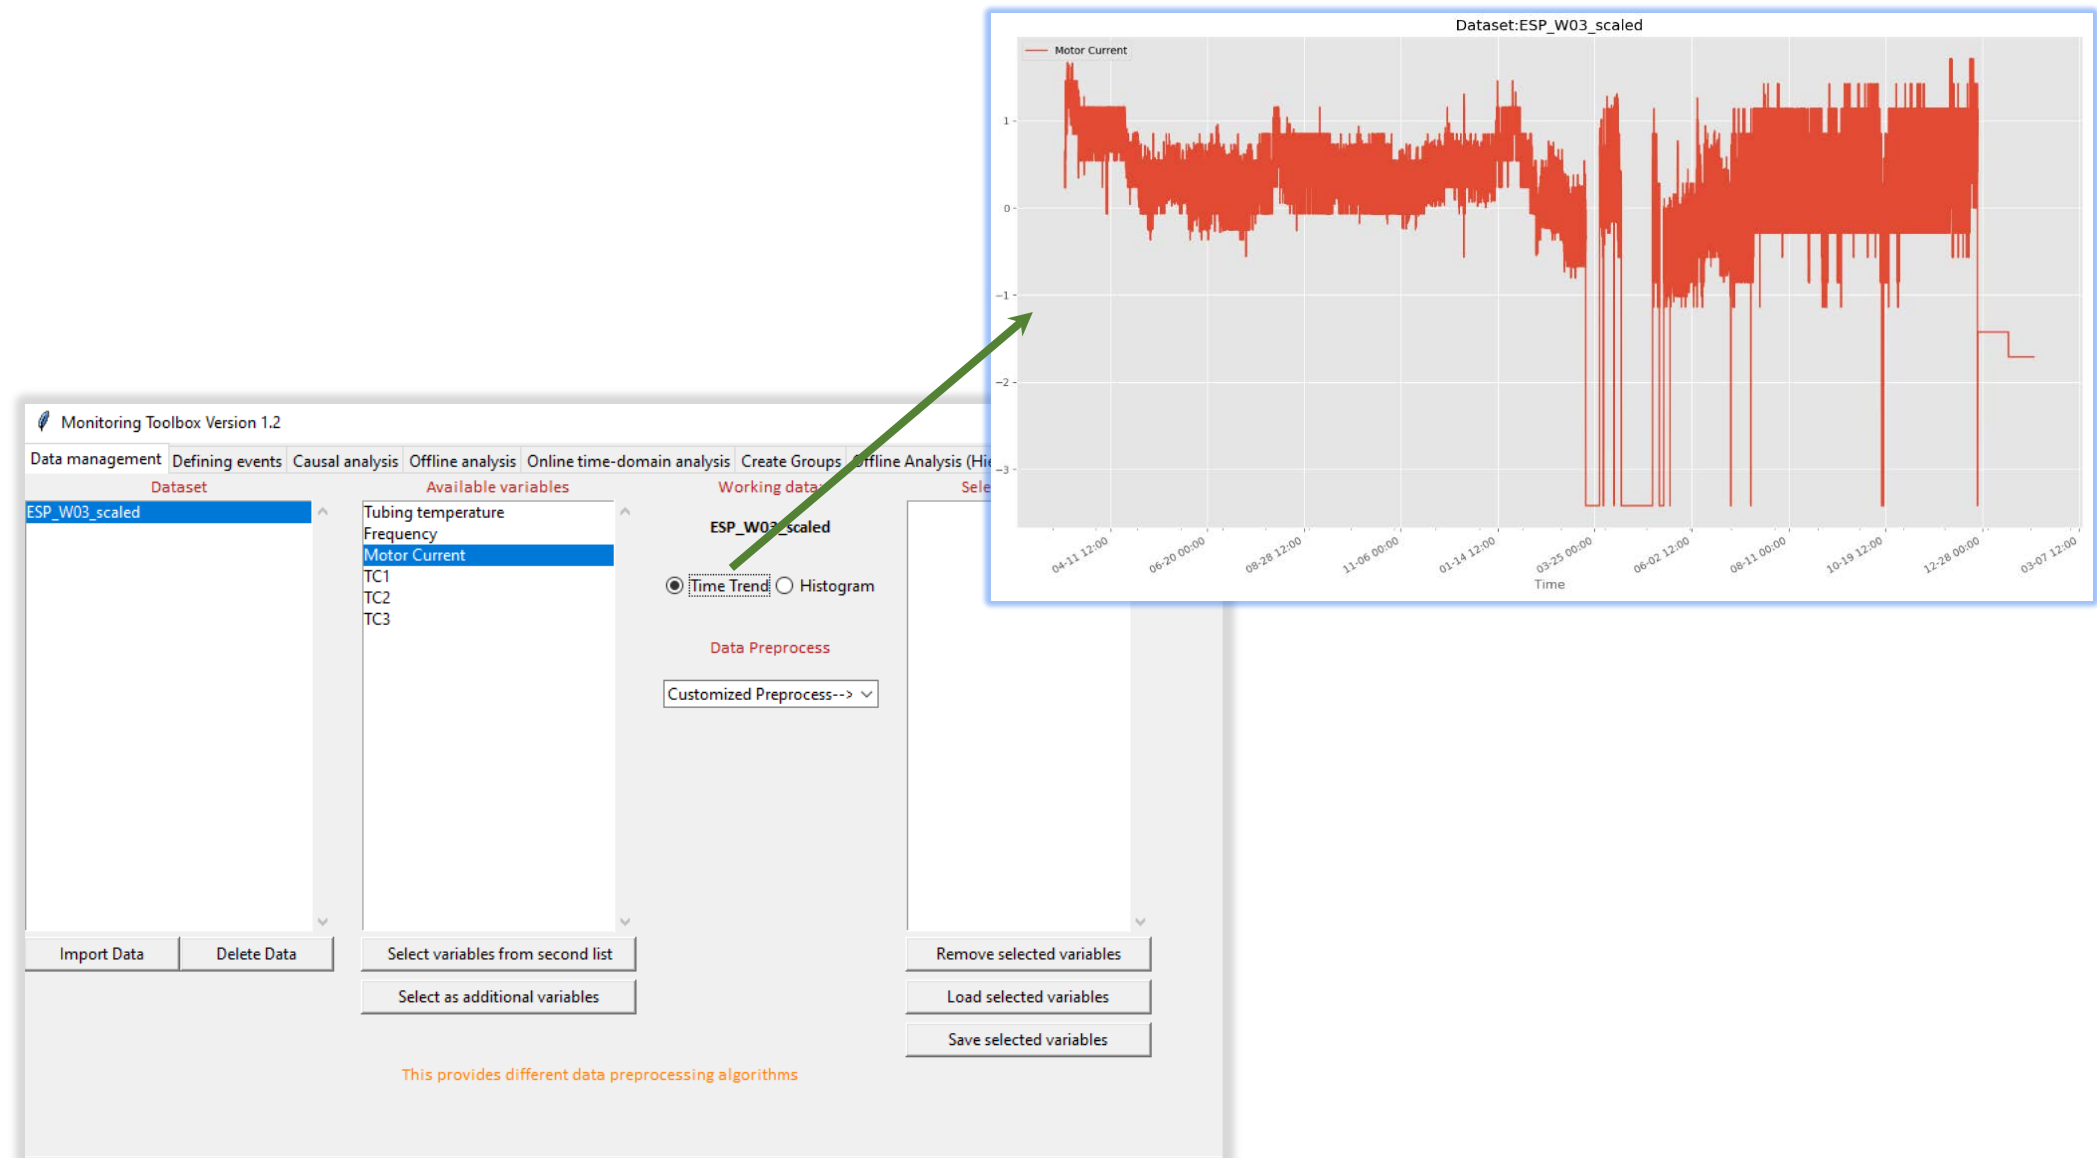 Dataset:ESP_W03_scaled
Motor Current
1
0
−1
−2
−3
04-11 12:00
06-20 00:00
08-28 12:00
11-06 00:00
01-14 12:00
03-25 00:00
06-02 12:00
08-11 00:00
10-19 12:00
12-28 00:00
03-07 12:00
Time
Monitoring Toolbox Version 1.2
Data management Defining events Causal analysis Offline analysis Online time-domain analysis Create Groups Offline Analysis (Hie
Dataset Available variables Working data: Sele
ESP_W03_scaled
Tubing temperature
Frequency
Motor Current
TC1
TC2
TC3
ESP_W03_scaled
Time Trend Histogram
Data Preprocess
Customized Preprocess-->
Import Data Delete Data Select variables from second list Remove selected variables
Select as additional variables Load selected variables
Save selected variables
This provides different data preprocessing algorithms